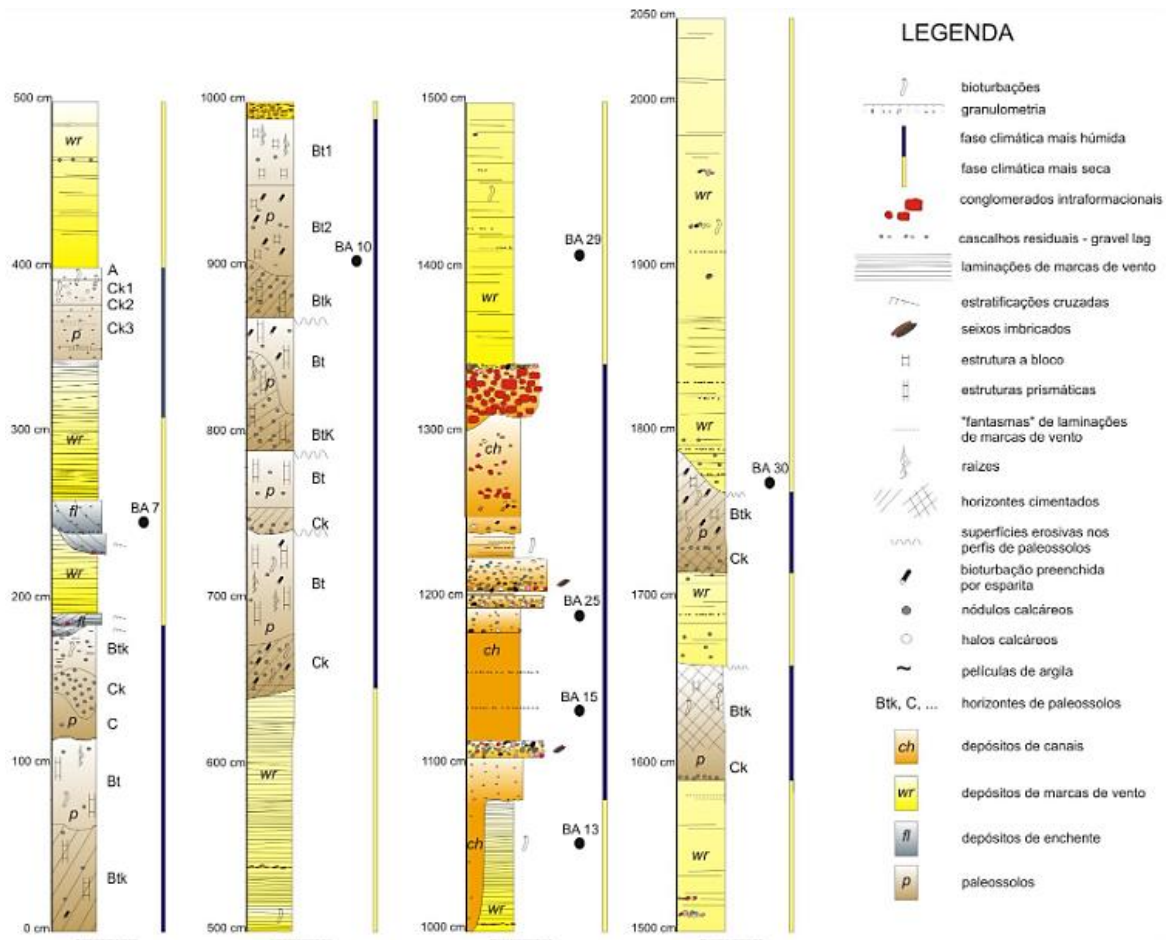 500 cm
wr
400 cm
A
Ck1
Ck2
Ck3
p
300 cm
wr
fl
BA 7
wr
200 cm
fl
Btk
Ck
C
p
100 cm
Bt
p
Btk
0 cm
1000 cm
Bt1
p
Bt2
BA 10
900 cm
Btk
Bt
p
800 cm
BtK
Bt
p
Ck
Bt
700 cm
p
Ck
600 cm
wr
500 cm
1500 cm
BA 29
1400 cm
wr
1300 cm
ch
1200 cm
BA 25
ch
BA 15
1100 cm
BA 13
ch
wr
1000 cm
2050 cm
2000 cm
wr
1900 cm
1800 cm
wr
BA 30
Btk
p
Ck
1700 cm
wr
Btk
1600 cm
p
Ck
wr
1500 cm
LEGENDA
bioturbações
granulometria
fase climática mais húmida
fase climática mais seca
conglomerados intraformacionais
cascalhos residuais - gravel lag
laminações de marcas de vento
estratificações cruzadas
seixos imbricados
estrutura a bloco
estruturas prismáticas
"fantasmas" de laminações
de marcas de vento
raízes
horizontes cimentados
superfícies erosivas nos
perfis de paleossolos
bioturbação preenchida
por esparita
nódulos calcáreos
halos calcáreos
películas de argila
Btk, C, ... horizontes de paleossolos
ch depósitos de canais
wr depósitos de marcas de vento
fl depósitos de enchente
p paleossolos